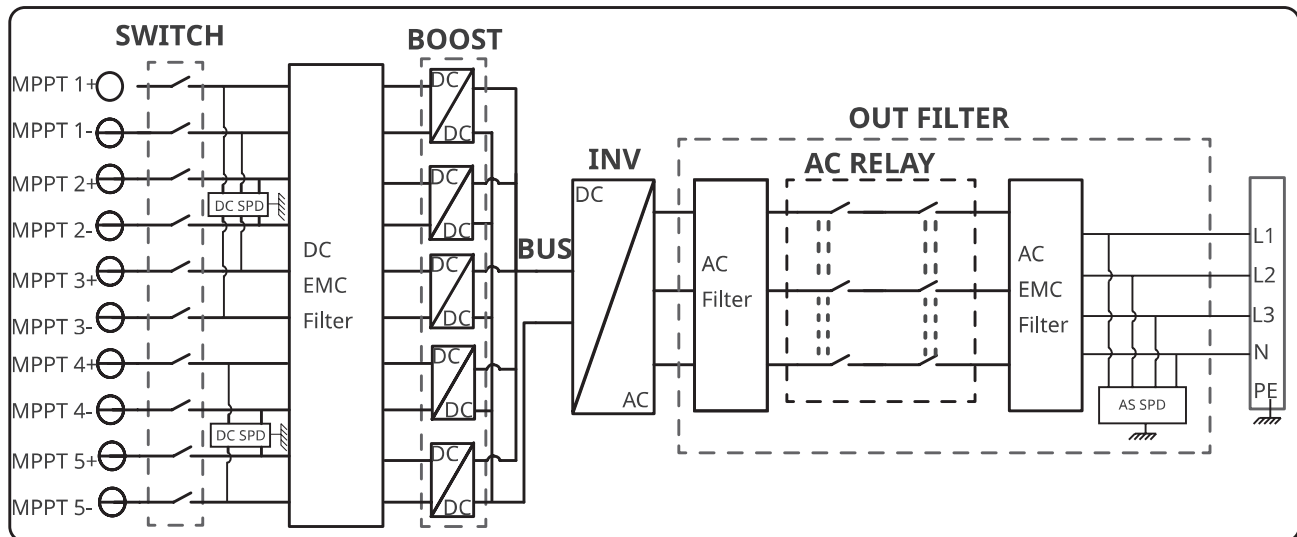 SWITCH
BOOST
MPPT 1+
MPPT 1-
MPPT 2+
MPPT 2-
MPPT 3+
MPPT 3-
MPPT 4+
MPPT 4-
MPPT 5+
MPPT 5-
DC SPD
DC SPD
DC
EMC
Filter
DC
DC
DC
DC
DC
DC
DC
DC
DC
DC
BUS
INV
DC
AC
OUT FILTER
AC RELAY
AC
Filter
AC
EMC
Filter
AS SPD
L1
L2
L3
N
PE